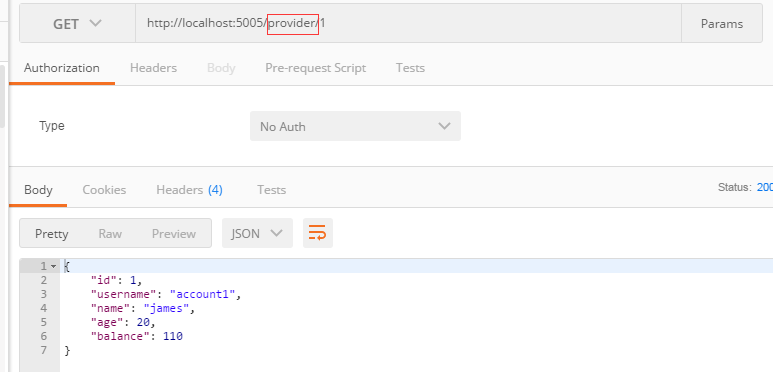 GET http://localhost:5005/provider/1 Params
Authorization Headers Body Pre-request Script Tests
Type No Auth
Body Cookies Headers (4) Tests Status: 200
Pretty Raw Preview JSON
1 {
2 "id": 1,
3 "username": "account1",
4 "name": "james",
5 "age": 20,
6 "balance": 110
7 }